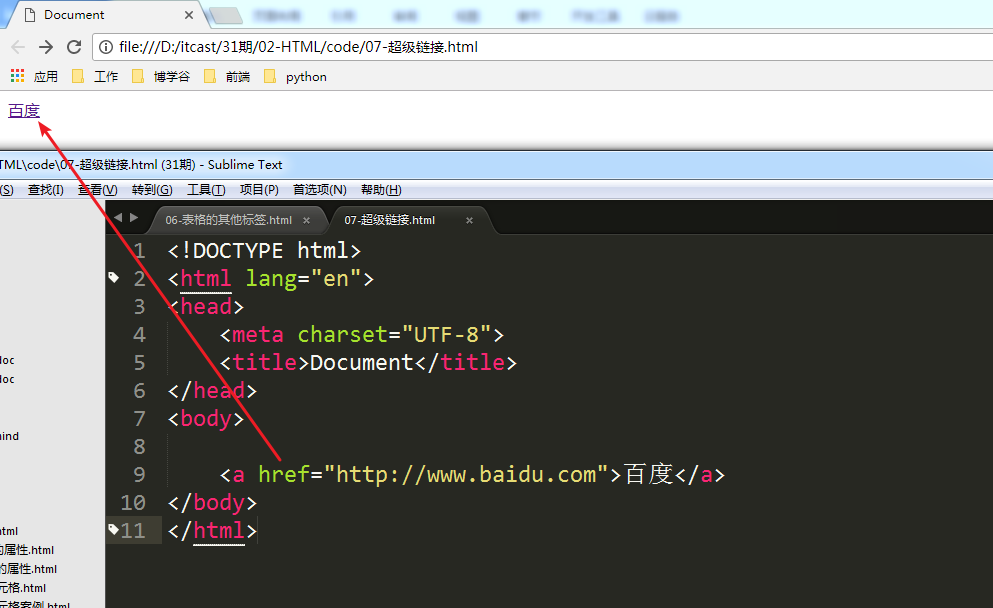 Document
file:///D:/itcast/31期/02-HTML/code/07-超级链接.html
应用 工作 博学谷 前端 python
百度
TML\code\07-超级链接.html (31期) - Sublime Text
(S) 查找(I) 查看(V) 转到(G) 工具(T) 项目(P) 首选项(N) 帮助(H)
06-表格的其他标签.html × 07-超级链接.html ×
1 <!DOCTYPE html>
2 <html lang="en">
3 <head>
4 <meta charset="UTF-8">
loc
5 <title>Document</title>
loc
6 </head>
7 <body>
8
9 <a href="http://www.baidu.com">百度</a>
10 </body>
11 </html>
的属性.html
的属性.html
元格.html
元格案例.html